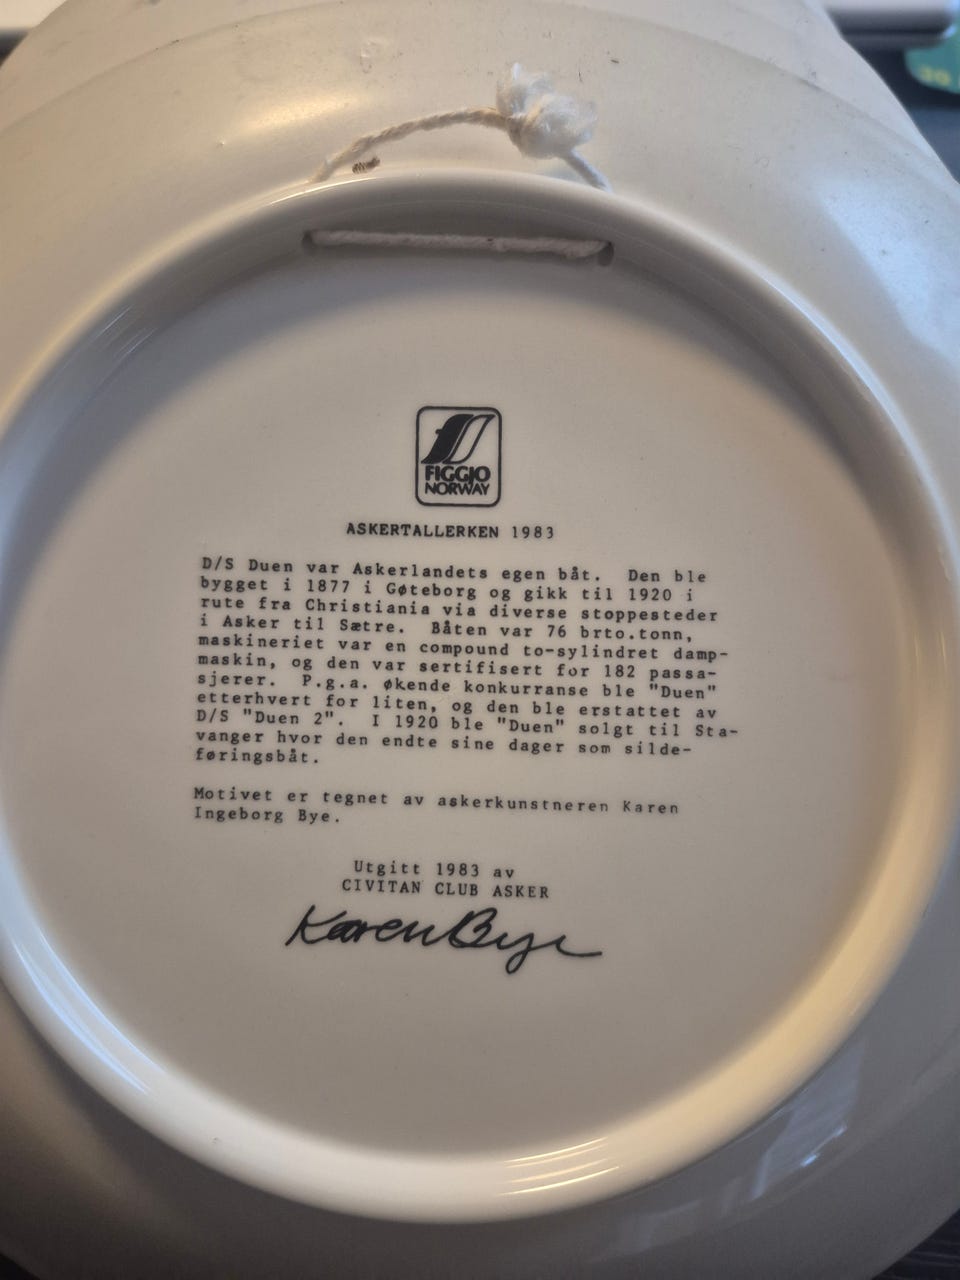 FIGGJO
NORWAY
ASKERTALLERKEN 1983
D/S Duen var Askerlandets egen båt. Den ble
bygget i 1877 i Gøteborg og gikk til 1920 i
rute fra Christiania via diverse stoppesteder
i Asker til Sætre. Båten var 76 brto.tonn,
maskineriet var en compound to-sylindret damp-
maskin, og den var sertifisert for 182 passa-
sjerer. P.g.a. økende konkurranse ble "Duen"
etterhvert for liten, og den ble erstattet av
D/S "Duen 2". I 1920 ble "Duen" solgt til Sta-
vanger hvor den endte sine dager som silde-
føringsbåt.
Motivet er tegnet av askerkunstneren Karen
Ingeborg Bye.
Utgitt 1983 av
CIVITAN CLUB ASKER
Karen Bye